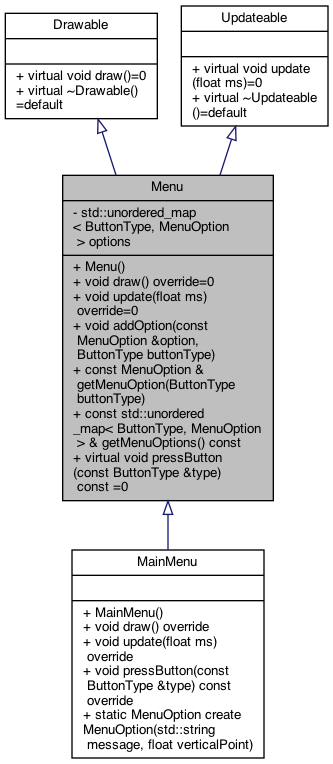 Drawable
+ virtual void draw()=0
+ virtual ~Drawable()
=default
Updateable
+ virtual void update
(float ms)=0
+ virtual ~Updateable
()=default
Menu
- std::unordered_map
< ButtonType, MenuOption
> options
+ Menu()
+ void draw() override=0
+ void update(float ms)
override=0
+ void addOption(const
MenuOption &option,
ButtonType buttonType)
+ const MenuOption &
getMenuOption(ButtonType
buttonType)
+ const std::unordered
_map< ButtonType, MenuOption
> & getMenuOptions() const
+ virtual void pressButton
(const ButtonType &type)
const =0
MainMenu
+ MainMenu()
+ void draw() override
+ void update(float ms)
override
+ void pressButton(const
ButtonType &type) const
override
+ static MenuOption create
MenuOption(std::string
message, float verticalPoint)